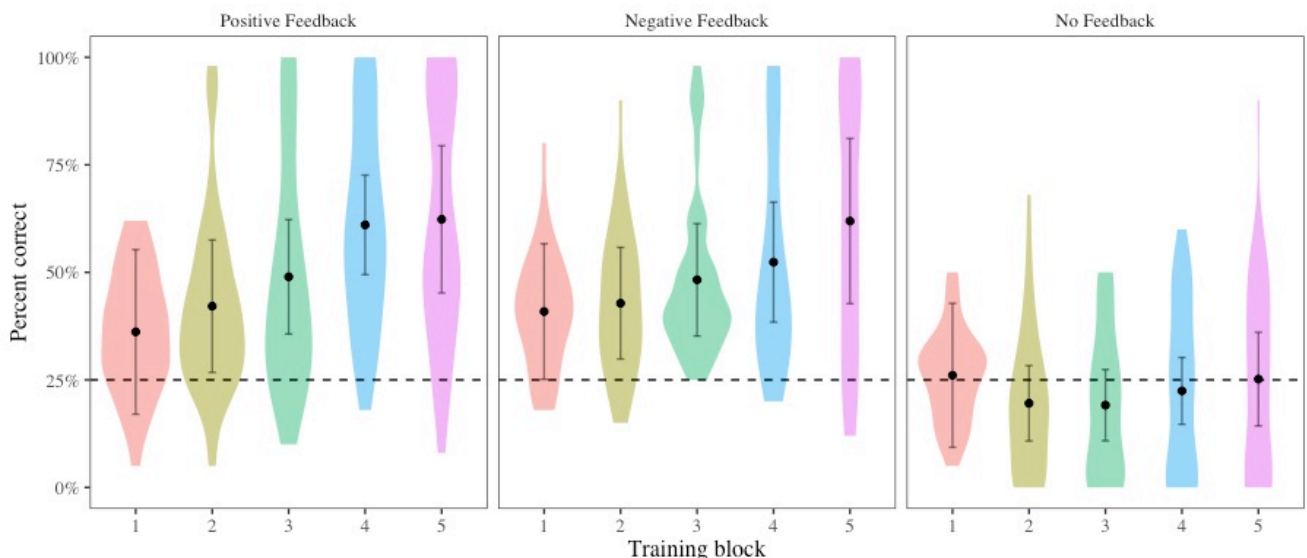 Positive Feedback
Negative Feedback
No Feedback
100%
75%
50%
25%
0%
Percent correct
1 2 3 4 5
1 2 3 4 5
1 2 3 4 5
Training block